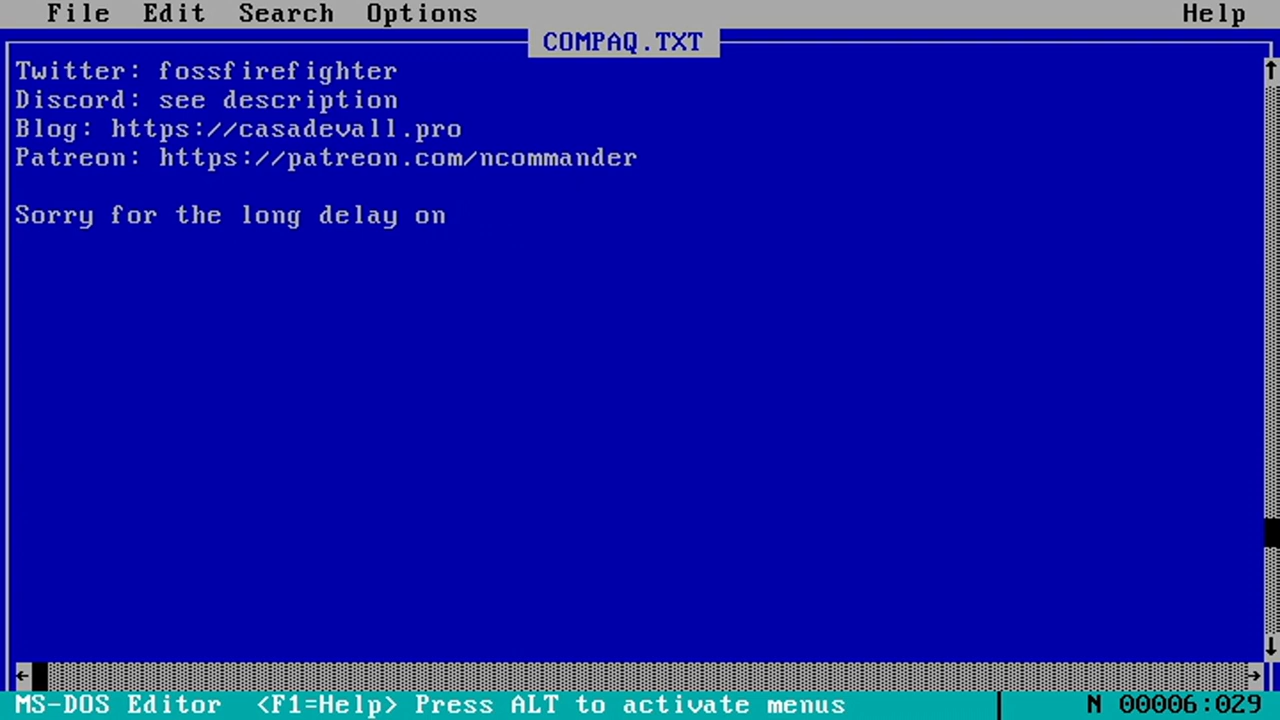 File Edit Search Options Help
COMPAQ.TXT
Twitter: fossfirefighter
Discord: see description
Blog: https://casadevall.pro
Patreon: https://patreon.com/ncommander
Sorry for the long delay on
MS-DOS Editor <F1=Help> Press ALT to activate menus N 00006:029